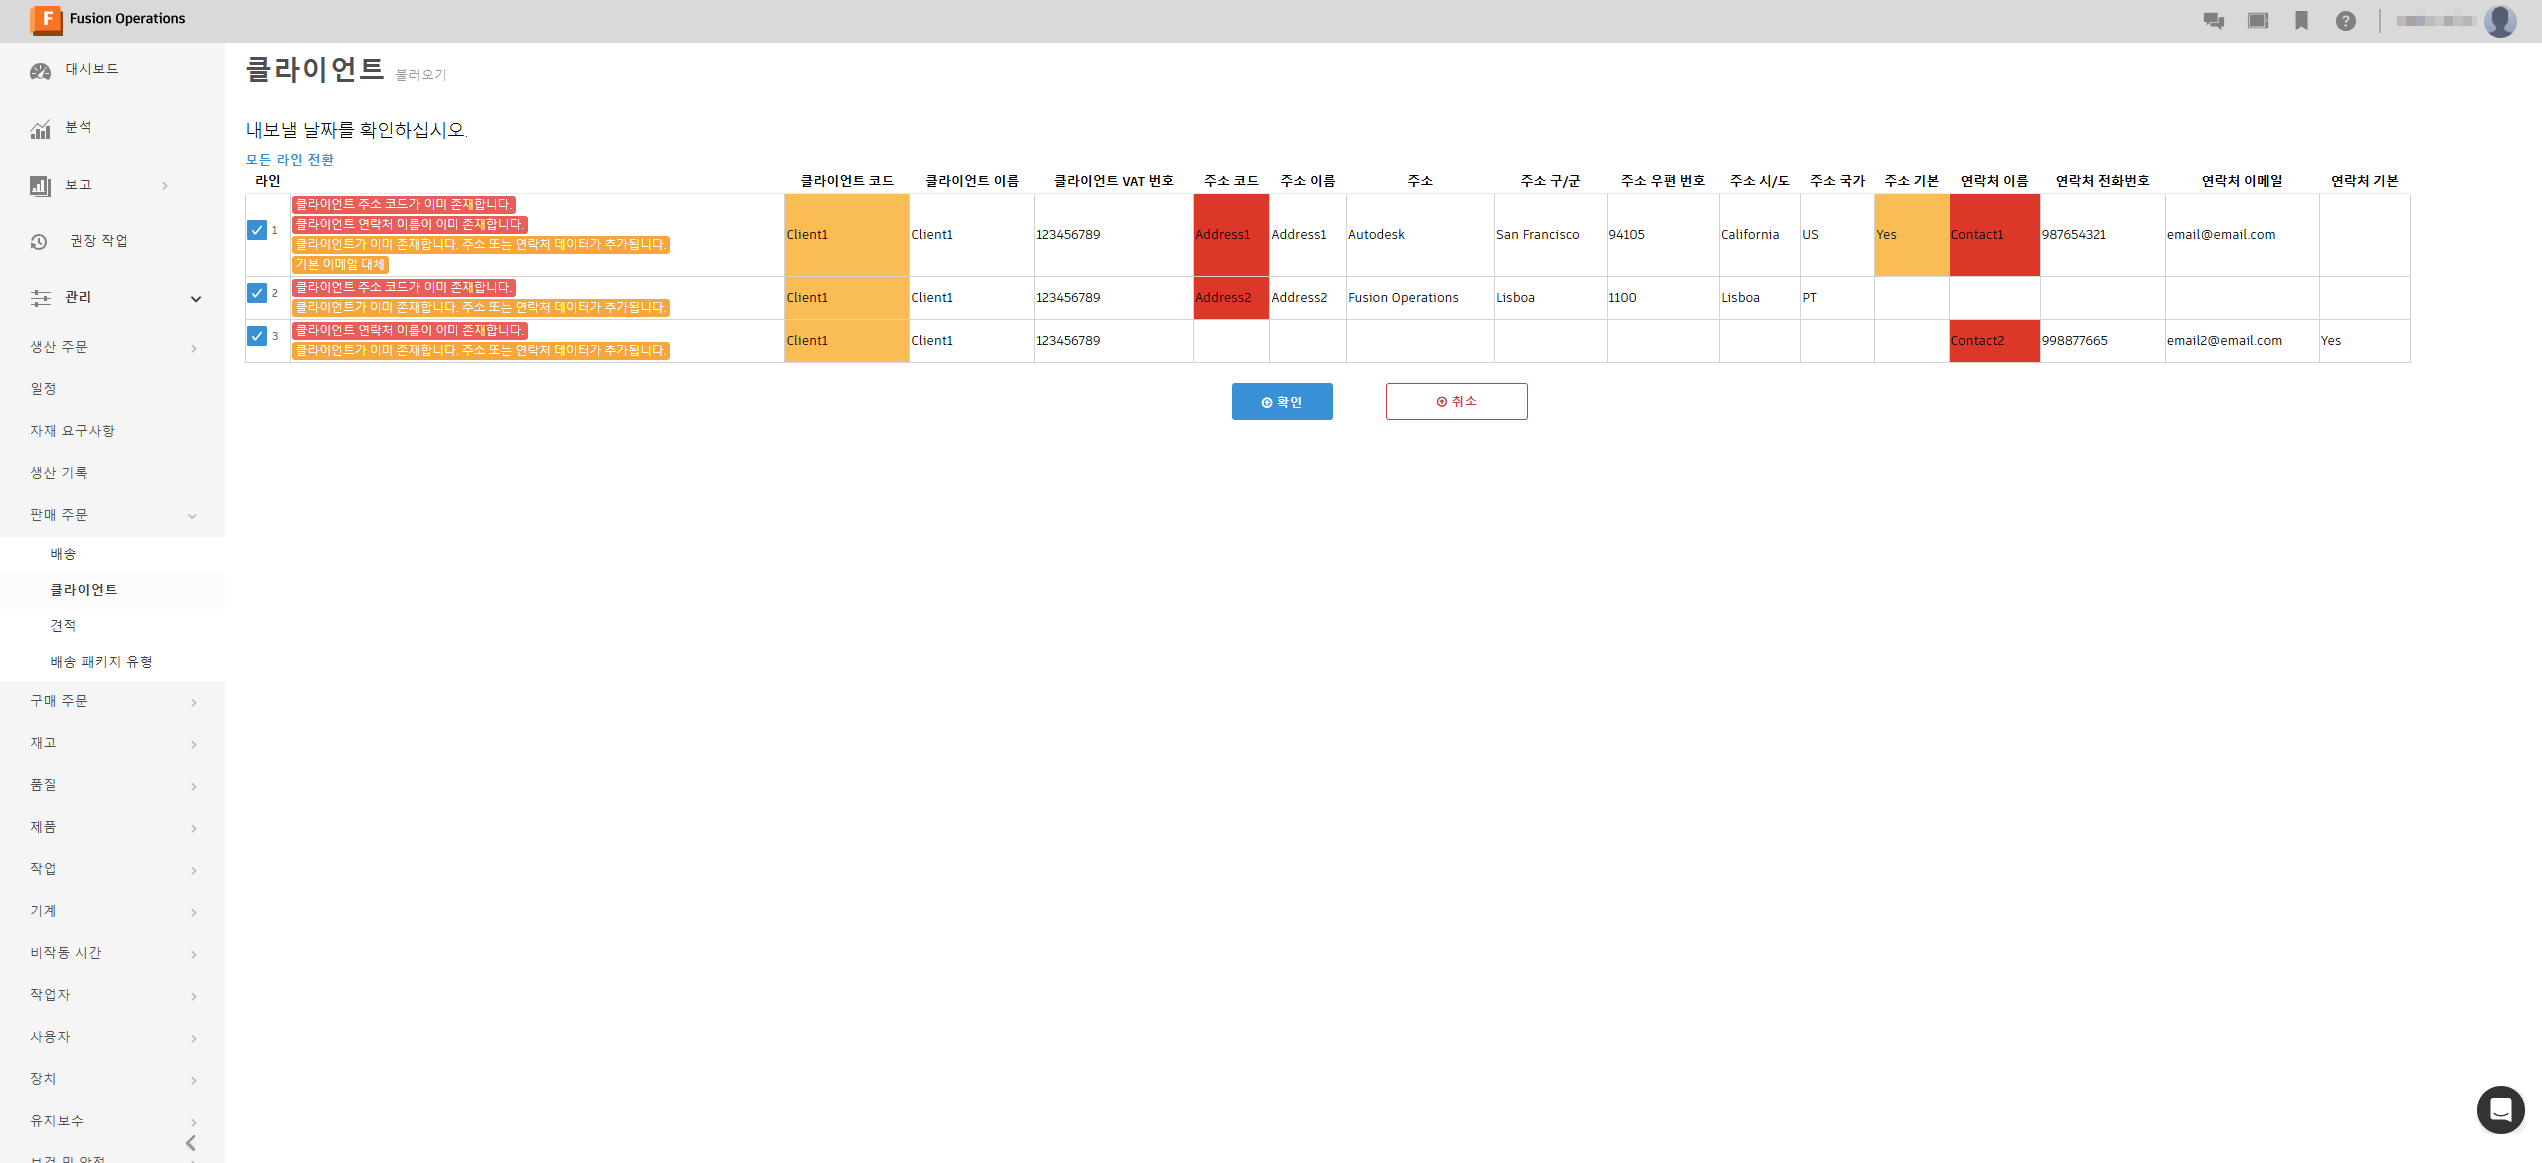 Fusion Operations
대시보드
분석
보고
권장 작업
관리
생산 주문
일정
자재 요구사항
생산 기록
판매 주문
배송
클라이언트
견적
배송 패키지 유형
구매 주문
재고
품질
제품
작업
기계
비작동 시간
작업자
사용자
장치
유지보수
보건 및 안전
클라이언트 불러오기
내보낼 날짜를 확인하십시오.
모든 라인 전환
라인 클라이언트 코드 클라이언트 이름 클라이언트 VAT 번호 주소 코드 주소 이름 주소 주소 구/군 주소 우편 번호 주소 시/도 주소 국가 주소 기본 연락처 이름 연락처 전화번호 연락처 이메일 연락처 기본
클라이언트 주소 코드가 이미 존재합니다.
클라이언트 연락처 이름이 이미 존재합니다.
1 Client1 Client1 123456789 Address1 Address1 Autodesk San Francisco 94105 California US Yes Contact1 987654321 email@email.com
클라이언트가 이미 존재합니다. 주소 또는 연락처 데이터가 추가됩니다.
기본 이메일 대체
클라이언트 주소 코드가 이미 존재합니다.
2 Client1 Client1 123456789 Address2 Address2 Fusion Operations Lisboa 1100 Lisboa PT
클라이언트가 이미 존재합니다. 주소 또는 연락처 데이터가 추가됩니다.
클라이언트 연락처 이름이 이미 존재합니다.
3 Client1 Client1 123456789 Contact2 998877665 email2@email.com Yes
클라이언트가 이미 존재합니다. 주소 또는 연락처 데이터가 추가됩니다.
확인 취소